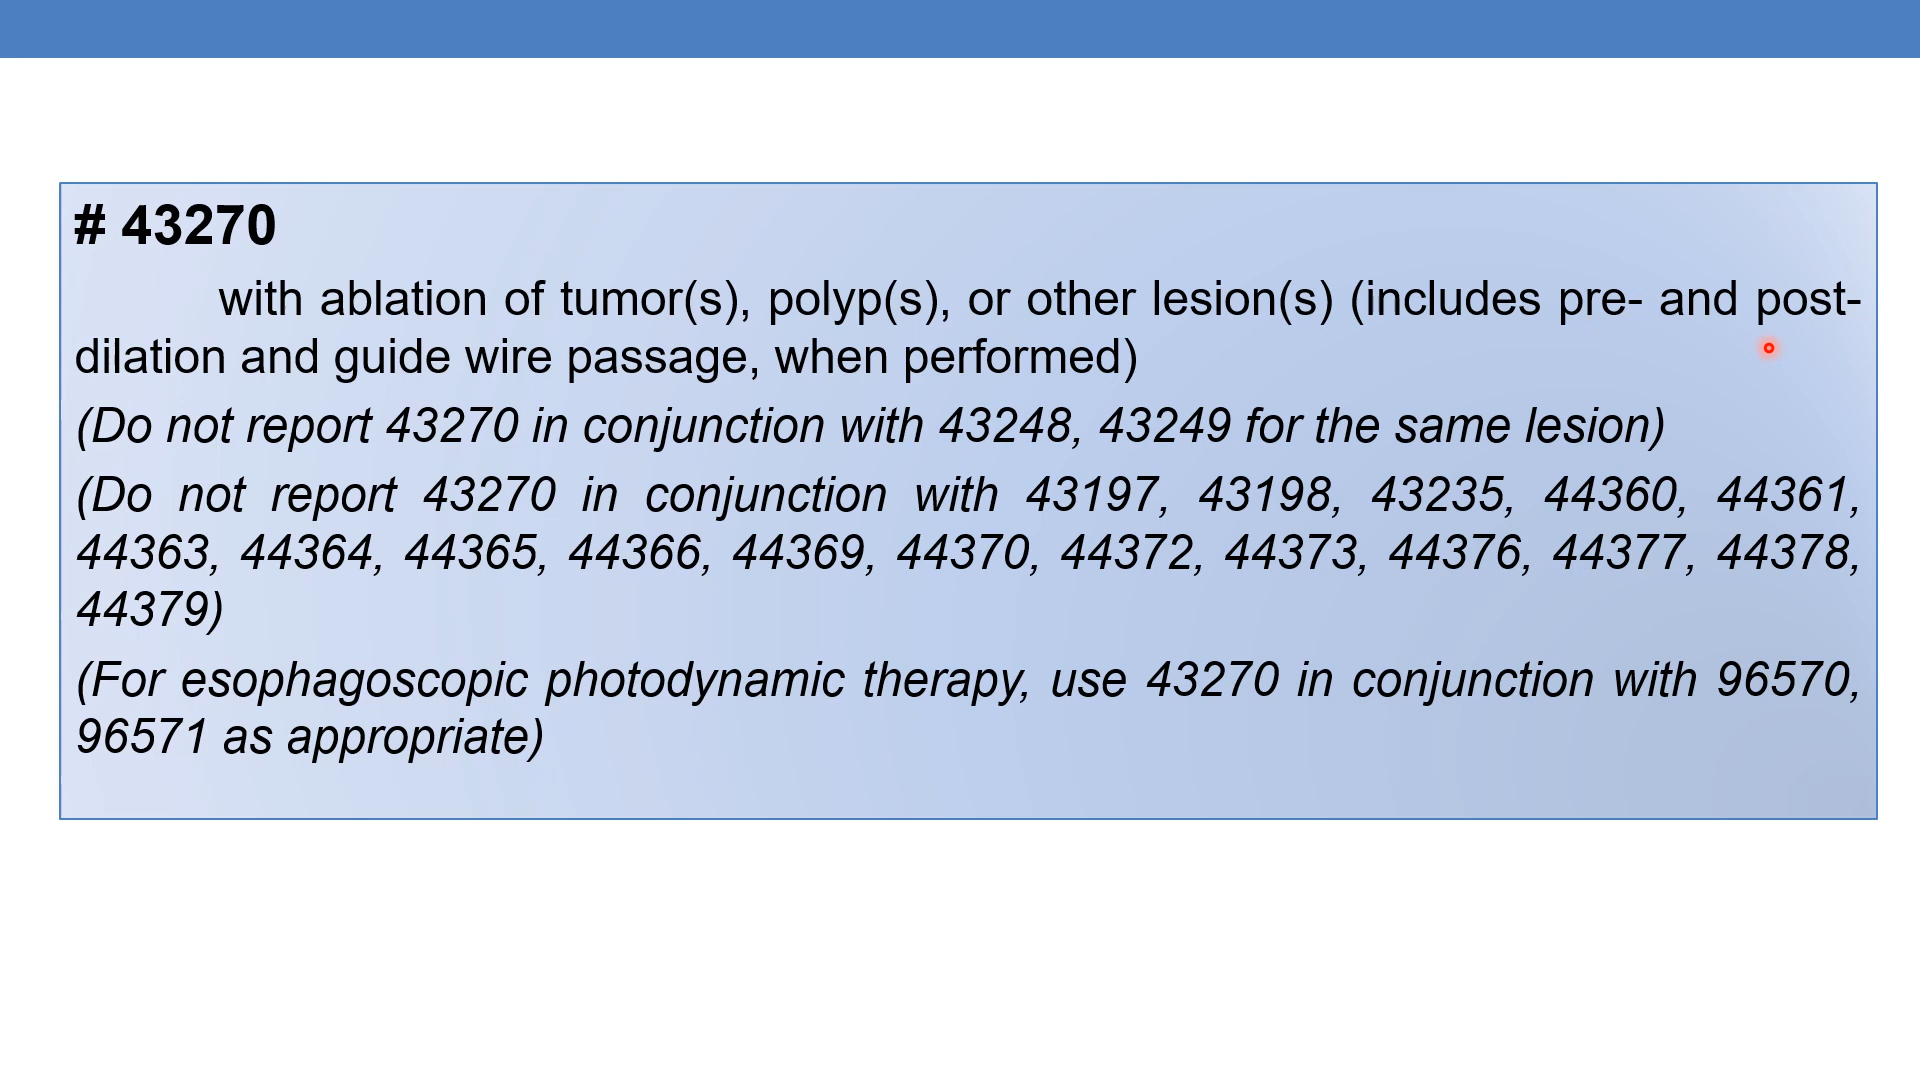 # 43270
with ablation of tumor(s), polyp(s), or other lesion(s) (includes pre- and post-
dilation and guide wire passage, when performed)
(Do not report 43270 in conjunction with 43248, 43249 for the same lesion)
(Do not report 43270 in conjunction with 43197, 43198, 43235, 44360, 44361,
44363, 44364, 44365, 44366, 44369, 44370, 44372, 44373, 44376, 44377, 44378,
44379)
(For esophagoscopic photodynamic therapy, use 43270 in conjunction with 96570,
96571 as appropriate)